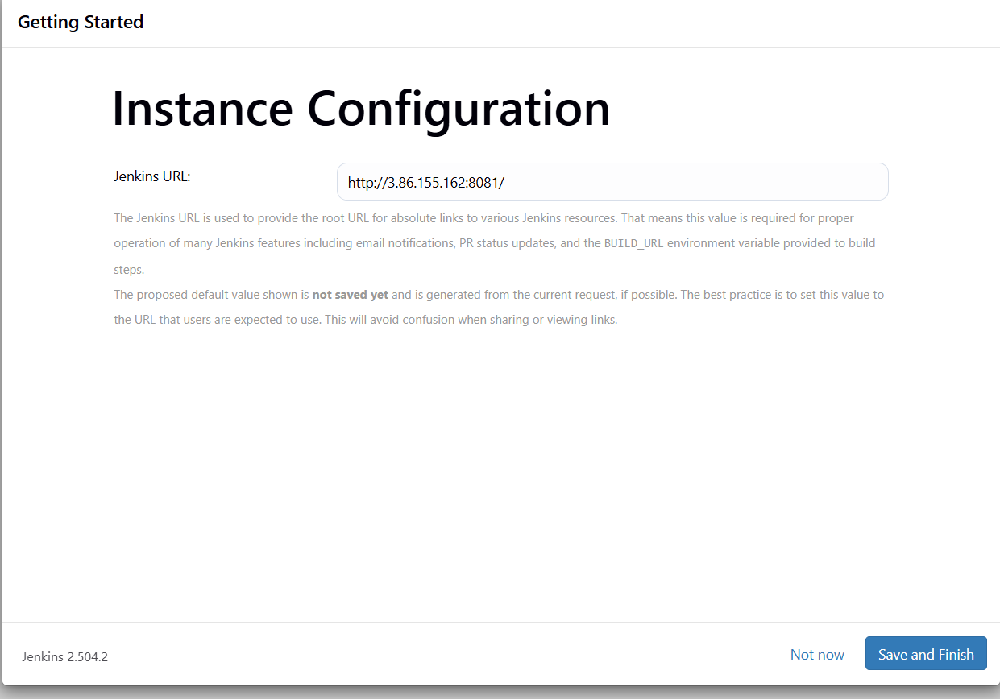 Getting Started
Instance Configuration
Jenkins URL:
http://3.86.155.162:8081/
The Jenkins URL is used to provide the root URL for absolute links to various Jenkins resources. That means this value is required for proper
operation of many Jenkins features including email notifications, PR status updates, and the BUILD_URL environment variable provided to build
steps.
The proposed default value shown is not saved yet and is generated from the current request, if possible. The best practice is to set this value to
the URL that users are expected to use. This will avoid confusion when sharing or viewing links.
Jenkins 2.504.2
Not now
Save and Finish